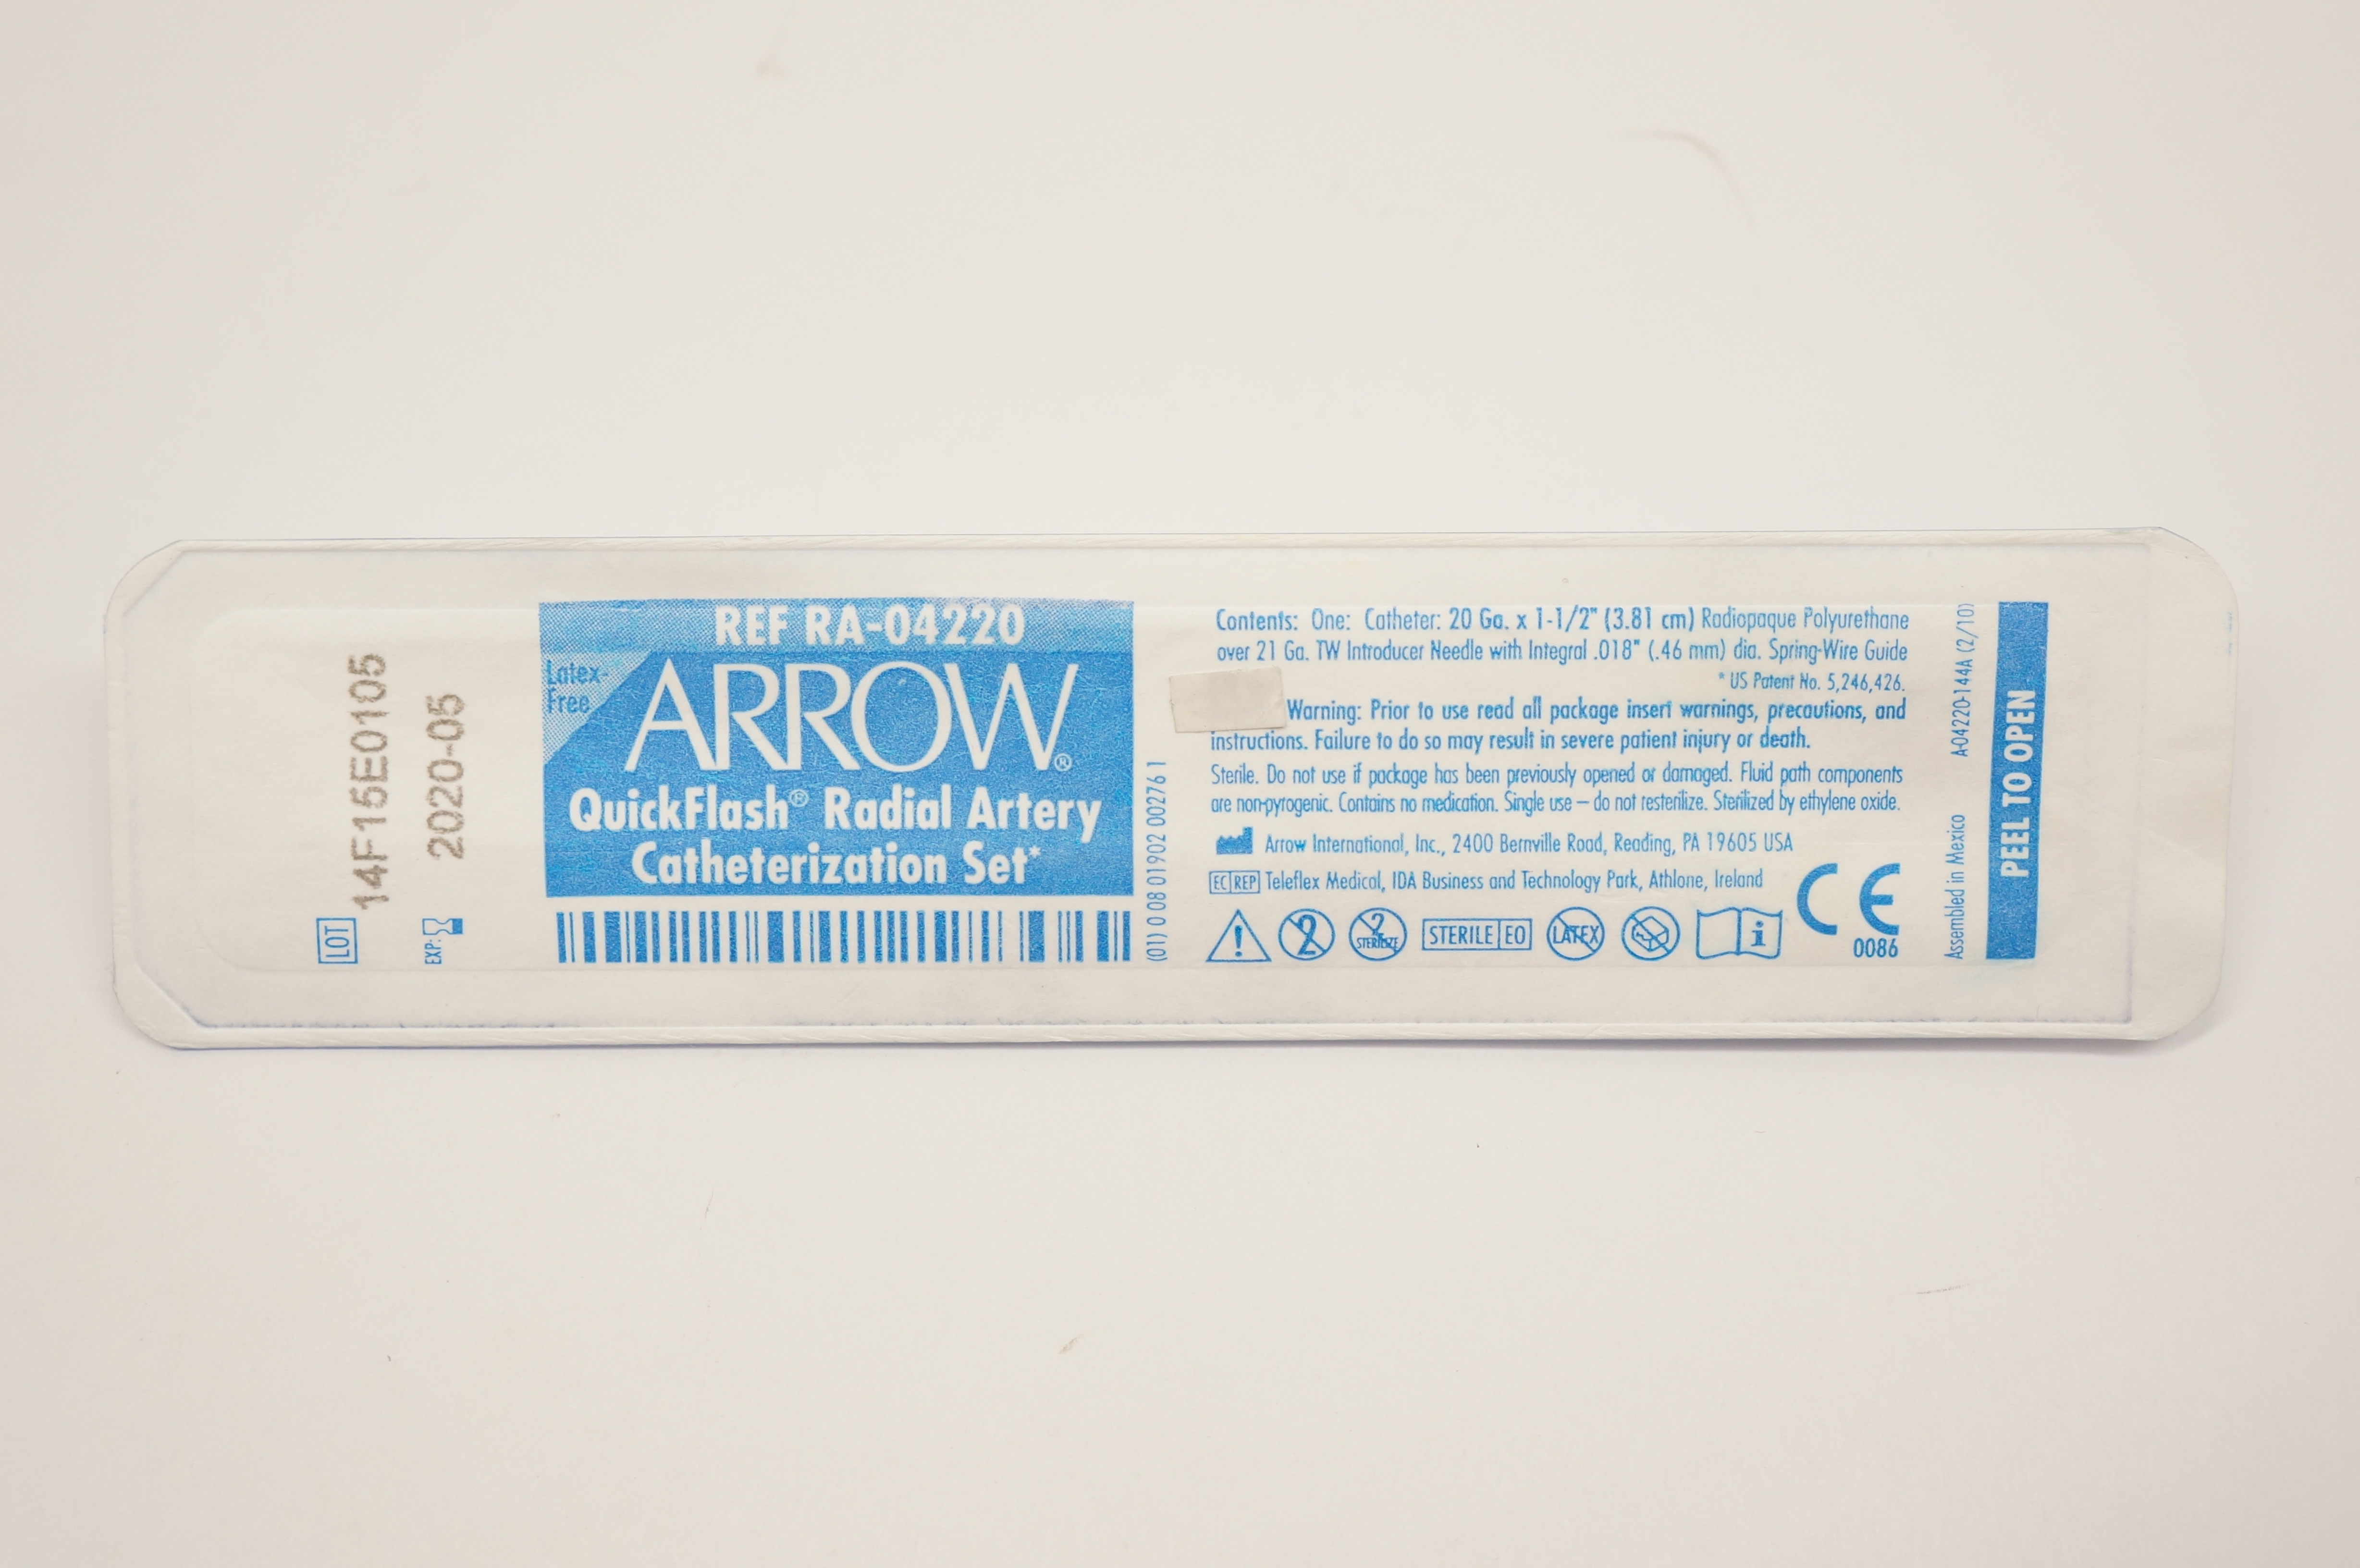 LOT
14F15E0105
EXP:
2020-05
REF RA-04220
Latex-
Free
ARROW®
QuickFlash® Radial Artery
Catheterization Set*
(01) 0 08 01902 00276 1
Contents: One: Catheter: 20 Ga. x 1-1/2" (3.81 cm) Radiopaque Polyurethane
over 21 Ga. TW Introducer Needle with Integral .018" (.46 mm) dia. Spring-Wire Guide
* US Patent No. 5,246,426.
Warning: Prior to use read all package insert warnings, precautions, and
instructions. Failure to do so may result in severe patient injury or death.
Sterile. Do not use if package has been previously opened or damaged. Fluid path components
are non-pyrogenic. Contains no medication. Single use – do not resterilize. Sterilized by ethylene oxide.
Arrow International, Inc., 2400 Bernville Road, Reading, PA 19605 USA
EC REP Teleflex Medical, IDA Business and Technology Park, Athlone, Ireland
2 2 STERILIZE STERILE EO LATEX i CE
0086
Assembled in Mexico A-04220-144A (2/10)
PEEL TO OPEN